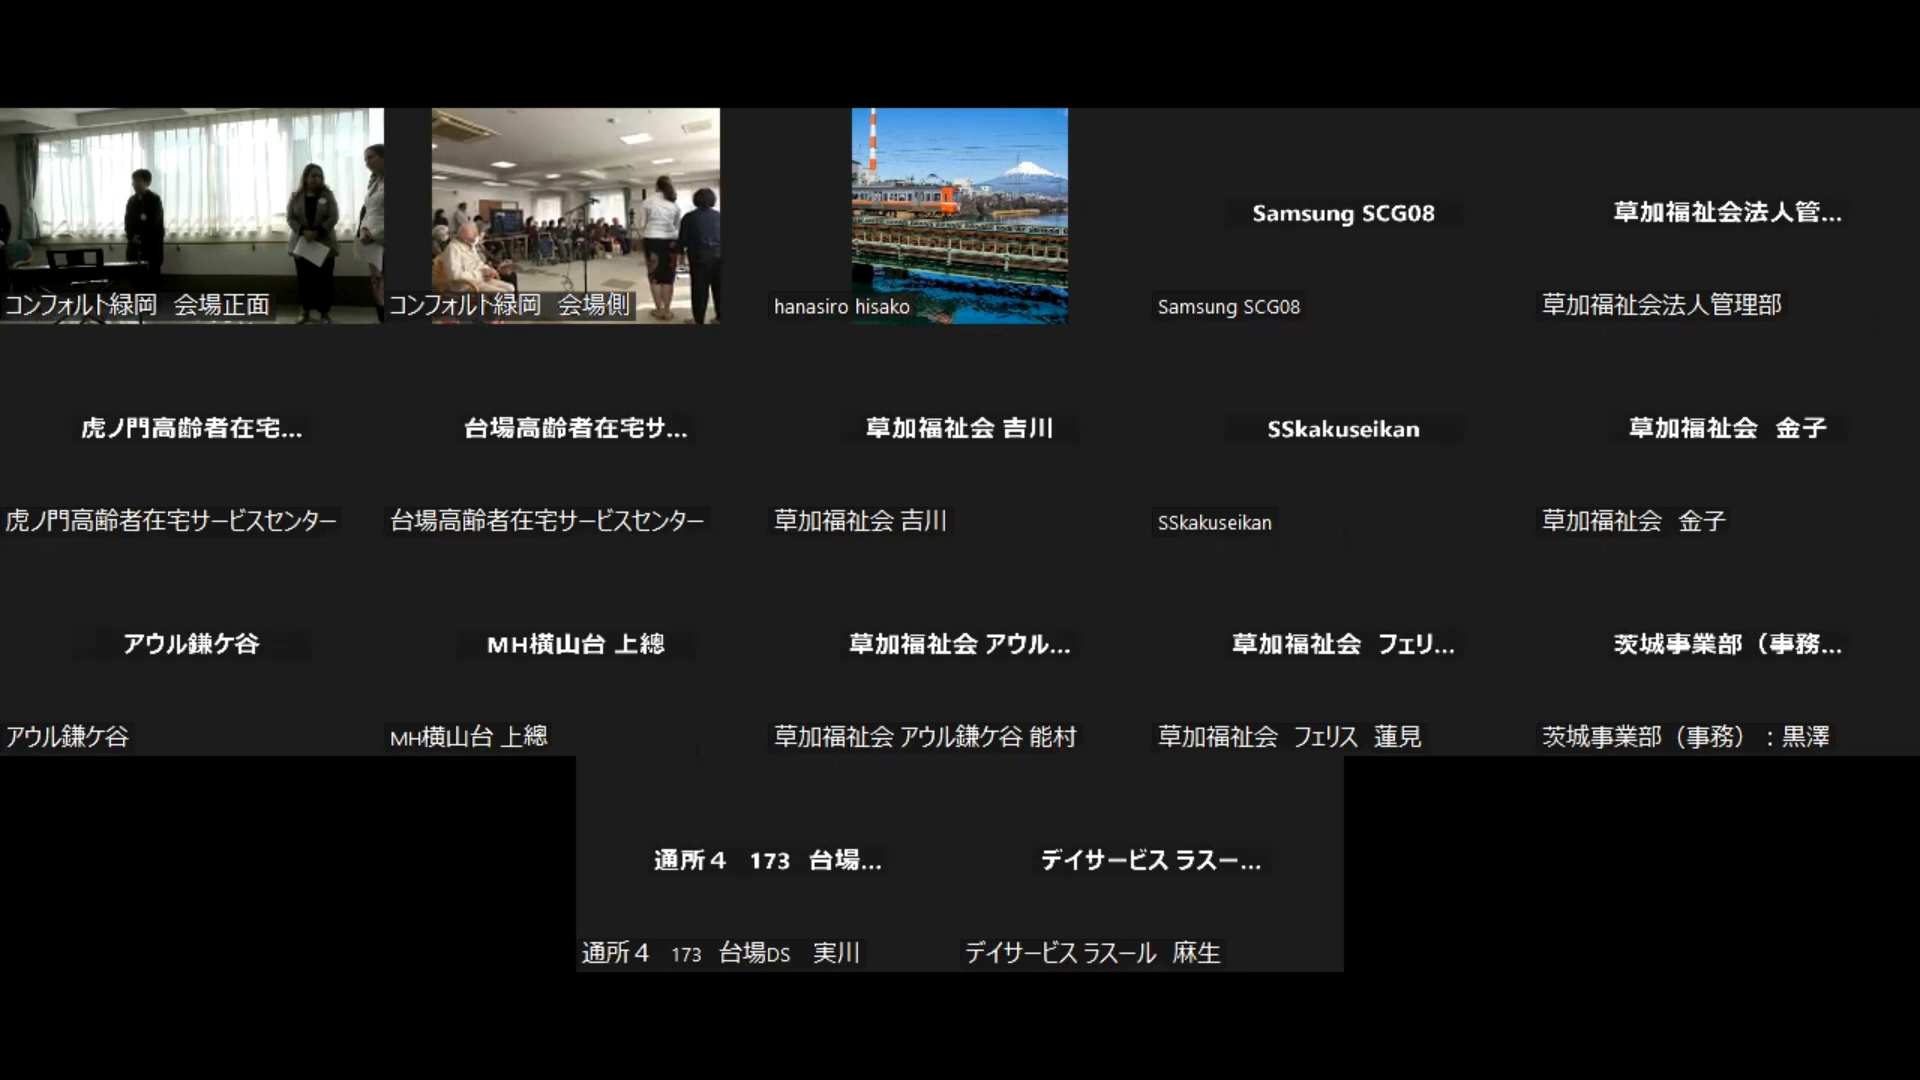 コンフォルト緑岡　会場正面
コンフォルト緑岡　会場側
hanasiro hisako
Samsung SCG08
Samsung SCG08
草加福祉会法人管...
草加福祉会法人管理部
虎ノ門高齢者在宅...
虎ノ門高齢者在宅サービスセンター
台場高齢者在宅サ...
台場高齢者在宅サービスセンター
草加福祉会 吉川
草加福祉会 吉川
SSkakuseikan
SSkakuseikan
草加福祉会　金子
草加福祉会　金子
アウル鎌ケ谷
アウル鎌ケ谷
MH横山台 上總
MH横山台 上總
草加福祉会 アウル...
草加福祉会 アウル鎌ケ谷 能村
草加福祉会　フェリ...
草加福祉会　フェリス　蓮見
茨城事業部（事務...
茨城事業部（事務）：黒澤
通所４　173　台場...
通所４　173　台場DS　実川
デイサービス ラスー...
デイサービス ラスール　麻生